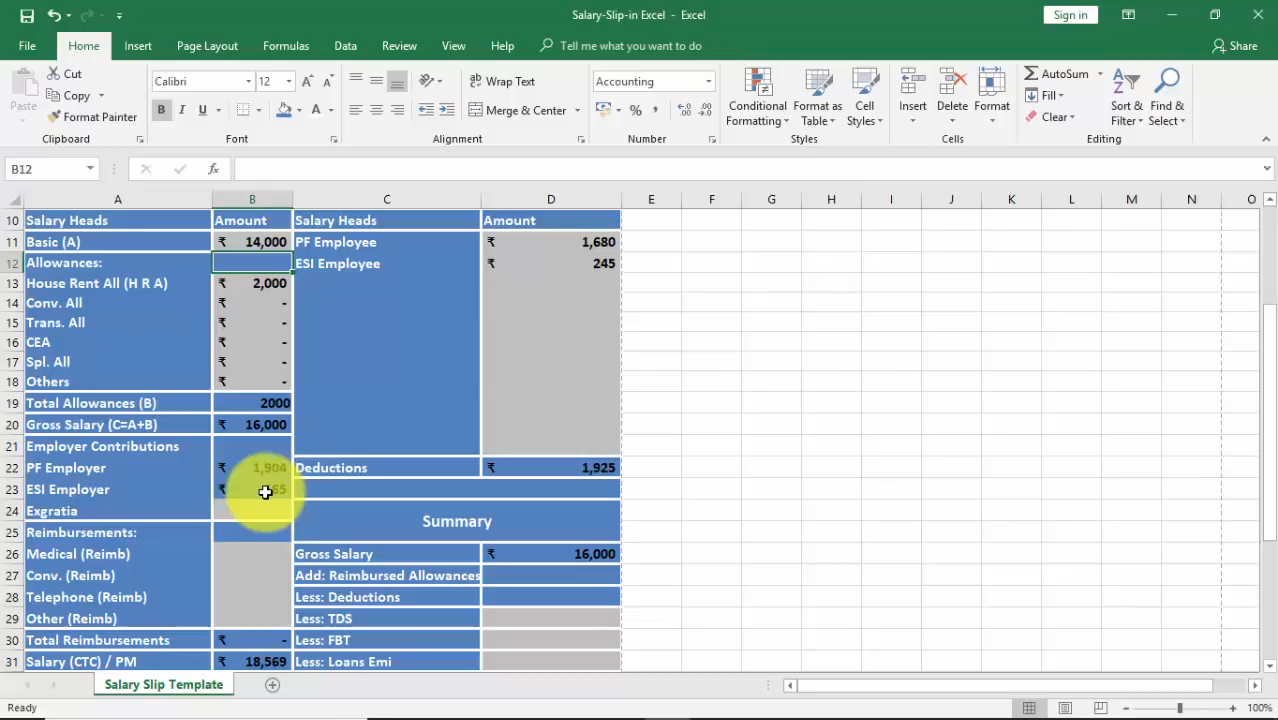 Salary-Slip-in Excel - Excel
Sign in
File Home Insert Page Layout Formulas Data Review View Help Tell me what you want to do Share
Paste
Cut
Copy
Format Painter
Clipboard
Calibri 12
B I U
Font
Wrap Text
Merge & Center
Alignment
Accounting
Number
Conditional Formatting
Format as Table
Cell Styles
Styles
Insert Delete Format
Cells
AutoSum
Fill
Clear
Sort & Filter
Find & Select
Editing
B12
A B C D E F G H I J K L M N O
10 Salary Heads Amount Salary Heads Amount
11 Basic (A) ₹ 14,000 PF Employee ₹ 1,680
12 Allowances: ESI Employee ₹ 245
13 House Rent All (H R A) ₹ 2,000
14 Conv. All ₹ -
15 Trans. All ₹ -
16 CEA ₹ -
17 Spl. All ₹ -
18 Others ₹ -
19 Total Allowances (B) 2000
20 Gross Salary (C=A+B) ₹ 16,000
21 Employer Contributions
22 PF Employer ₹ 1,904 Deductions ₹ 1,925
23 ESI Employer ₹
24 Exgratia Summary
25 Reimbursements:
26 Medical (Reimb) Gross Salary ₹ 16,000
27 Conv. (Reimb) Add: Reimbursed Allowances
28 Telephone (Reimb) Less: Deductions
29 Other (Reimb) Less: TDS
30 Total Reimbursements ₹ - Less: FBT
31 Salary (CTC) / PM ₹ 18,569 Less: Loans Emi
Salary Slip Template
Ready 100%